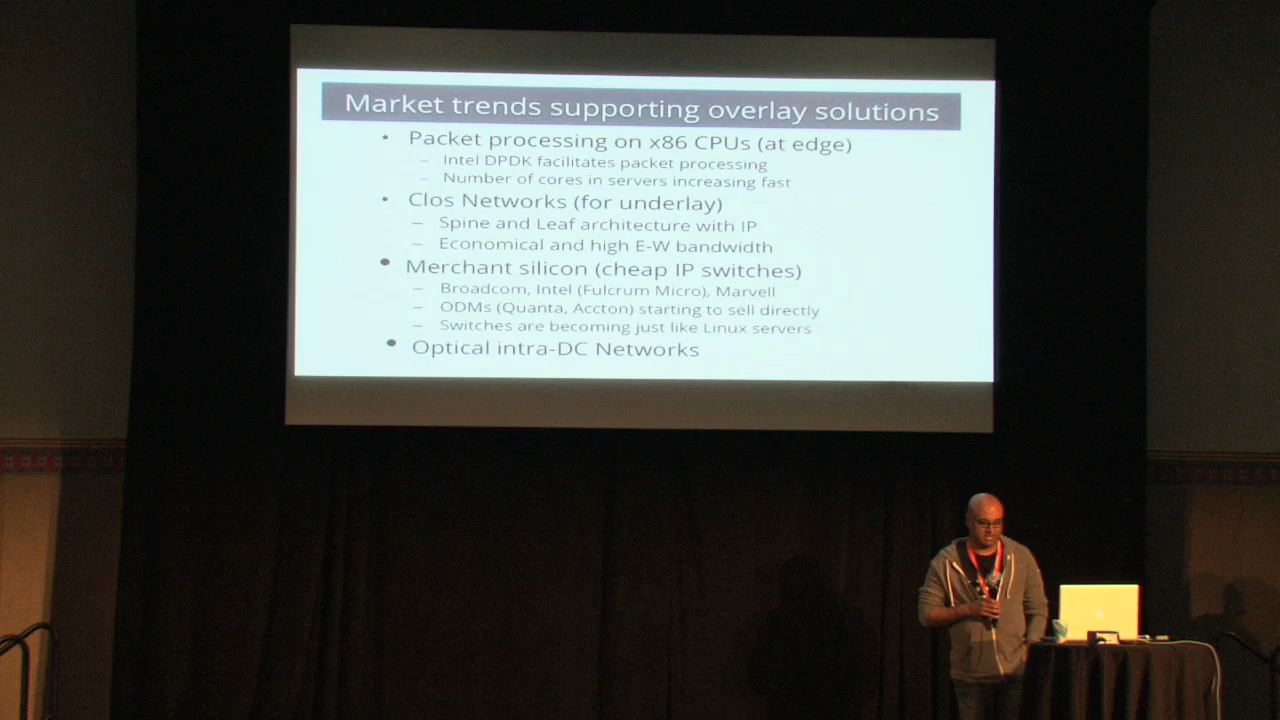 Market trends supporting overlay solutions
• Packet processing on x86 CPUs (at edge)
– Intel DPDK facilitates packet processing
– Number of cores in servers increasing fast
• Clos Networks (for underlay)
– Spine and Leaf architecture with IP
– Economical and high E-W bandwidth
• Merchant silicon (cheap IP switches)
– Broadcom, Intel (Fulcrum Micro), Marvell
– ODMs (Quanta, Accton) starting to sell directly
– Switches are becoming just like Linux servers
• Optical intra-DC Networks